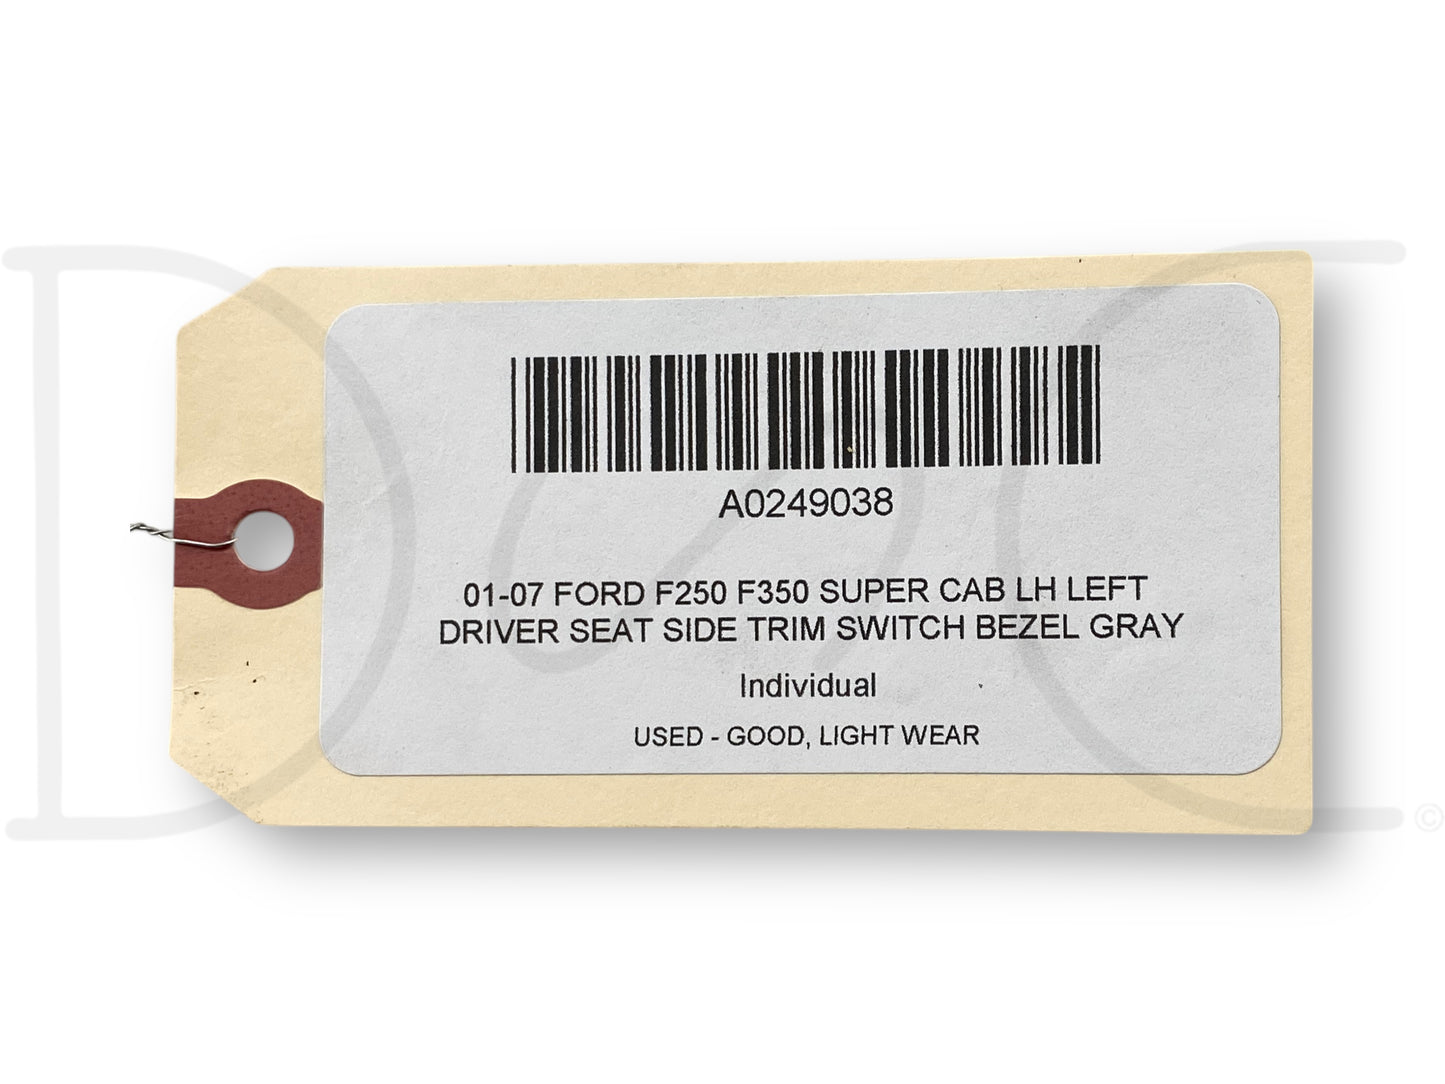 A0249038
01-07 FORD F250 F350 SUPER CAB LH LEFT
DRIVER SEAT SIDE TRIM SWITCH BEZEL GRAY
Individual
USED - GOOD, LIGHT WEAR
©